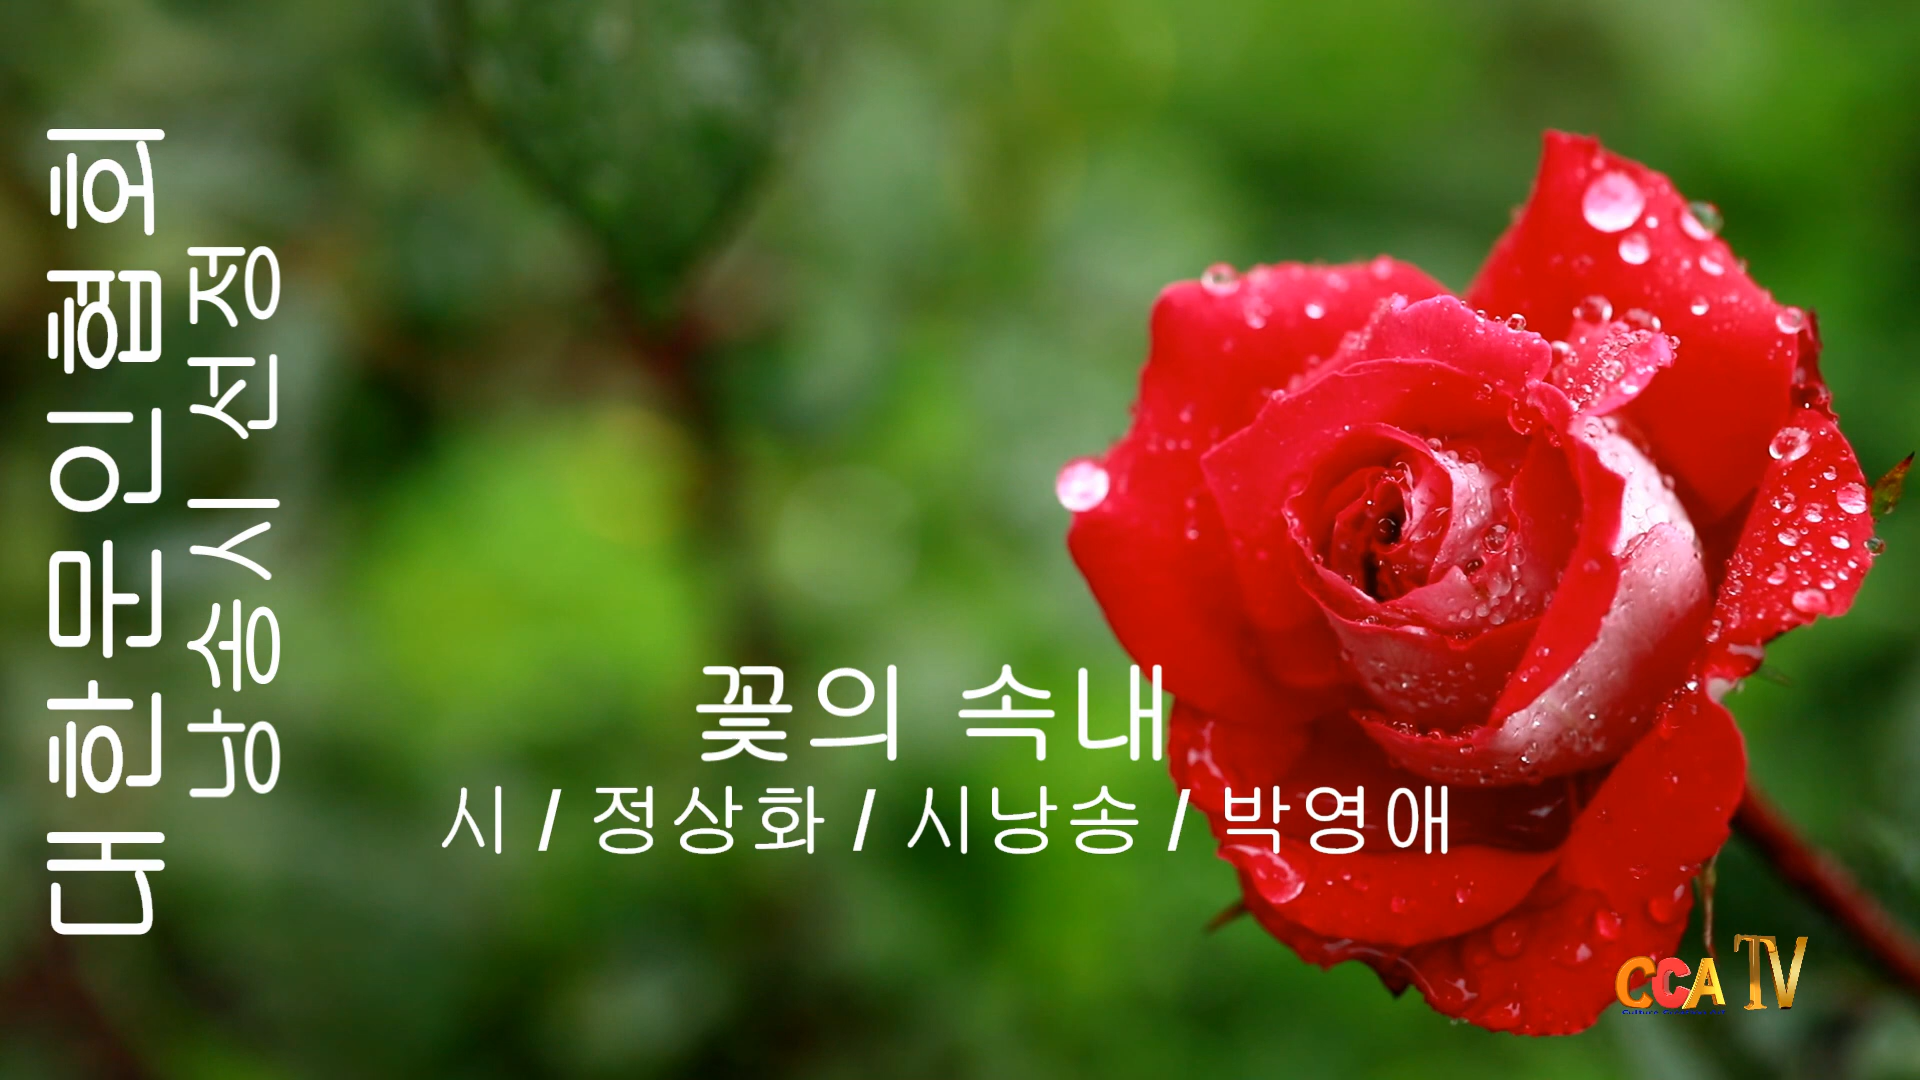 대한문인협회
낭송시 선정
꽃의 속내
시 / 정상화 / 시낭송 / 박영애
CCA TV